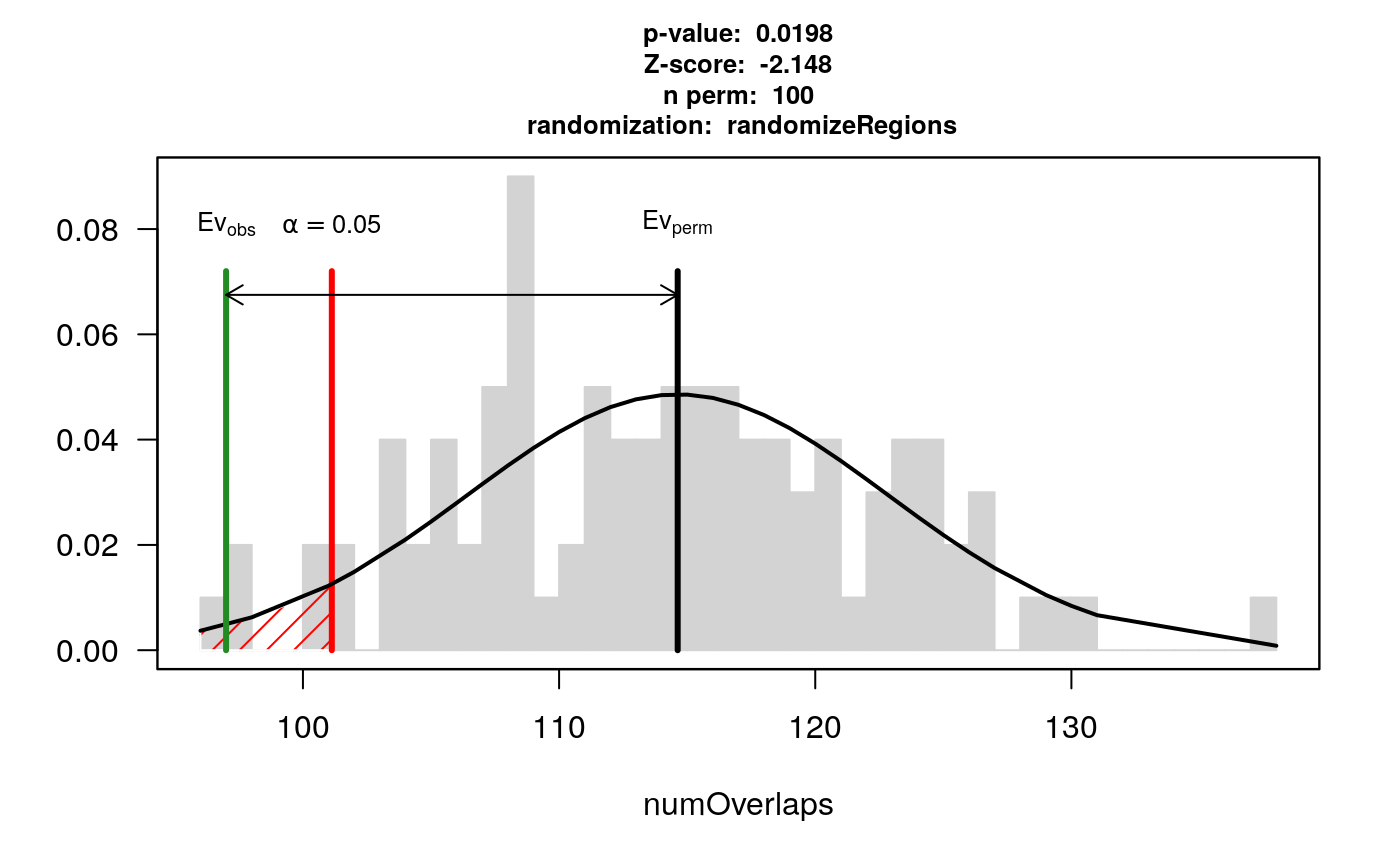 p-value: 0.0198
Z-score: -2.148
n perm: 100
randomization: randomizeRegions
Evobs α = 0.05 Evperm
0.08
0.06
0.04
0.02
0.00
100 110 120 130
numOverlaps